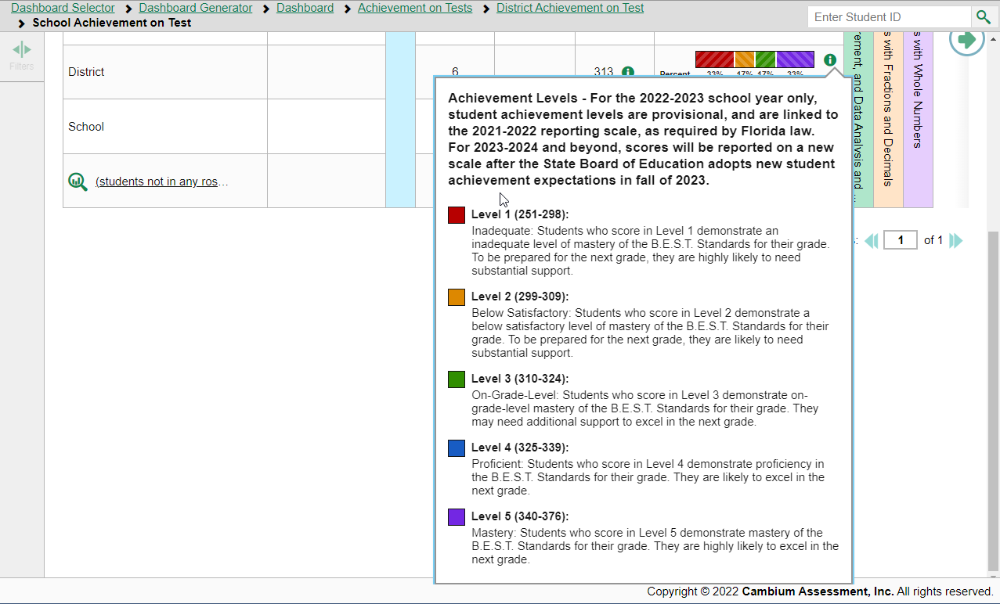 Dashboard Selector > Dashboard Generator > Dashboard > Achievement on Tests > District Achievement on Test
> School Achievement on Test
Enter Student ID
Filters
District
6
313
Percent 33% 17% 17% 33%
School
(students not in any ros…
rement, and Data Analysis and ...
s with Fractions and Decimals
s with Whole Numbers
Achievement Levels - For the 2022-2023 school year only,
student achievement levels are provisional, and are linked to
the 2021-2022 reporting scale, as required by Florida law.
For 2023-2024 and beyond, scores will be reported on a new
scale after the State Board of Education adopts new student
achievement expectations in fall of 2023.
Level 1 (251-298):
Inadequate: Students who score in Level 1 demonstrate an
inadequate level of mastery of the B.E.S.T. Standards for their grade.
To be prepared for the next grade, they are highly likely to need
substantial support.
Level 2 (299-309):
Below Satisfactory: Students who score in Level 2 demonstrate a
below satisfactory level of mastery of the B.E.S.T. Standards for their
grade. To be prepared for the next grade, they are likely to need
substantial support.
Level 3 (310-324):
On-Grade-Level: Students who score in Level 3 demonstrate on-
grade-level mastery of the B.E.S.T. Standards for their grade. They
may need additional support to excel in the next grade.
Level 4 (325-339):
Proficient: Students who score in Level 4 demonstrate proficiency in
the B.E.S.T. Standards for their grade. They are likely to excel in the
next grade.
Level 5 (340-376):
Mastery: Students who score in Level 5 demonstrate mastery of the
B.E.S.T. Standards for their grade. They are highly likely to excel in the
next grade.
1 of 1
Copyright © 2022 Cambium Assessment, Inc. All rights reserved.